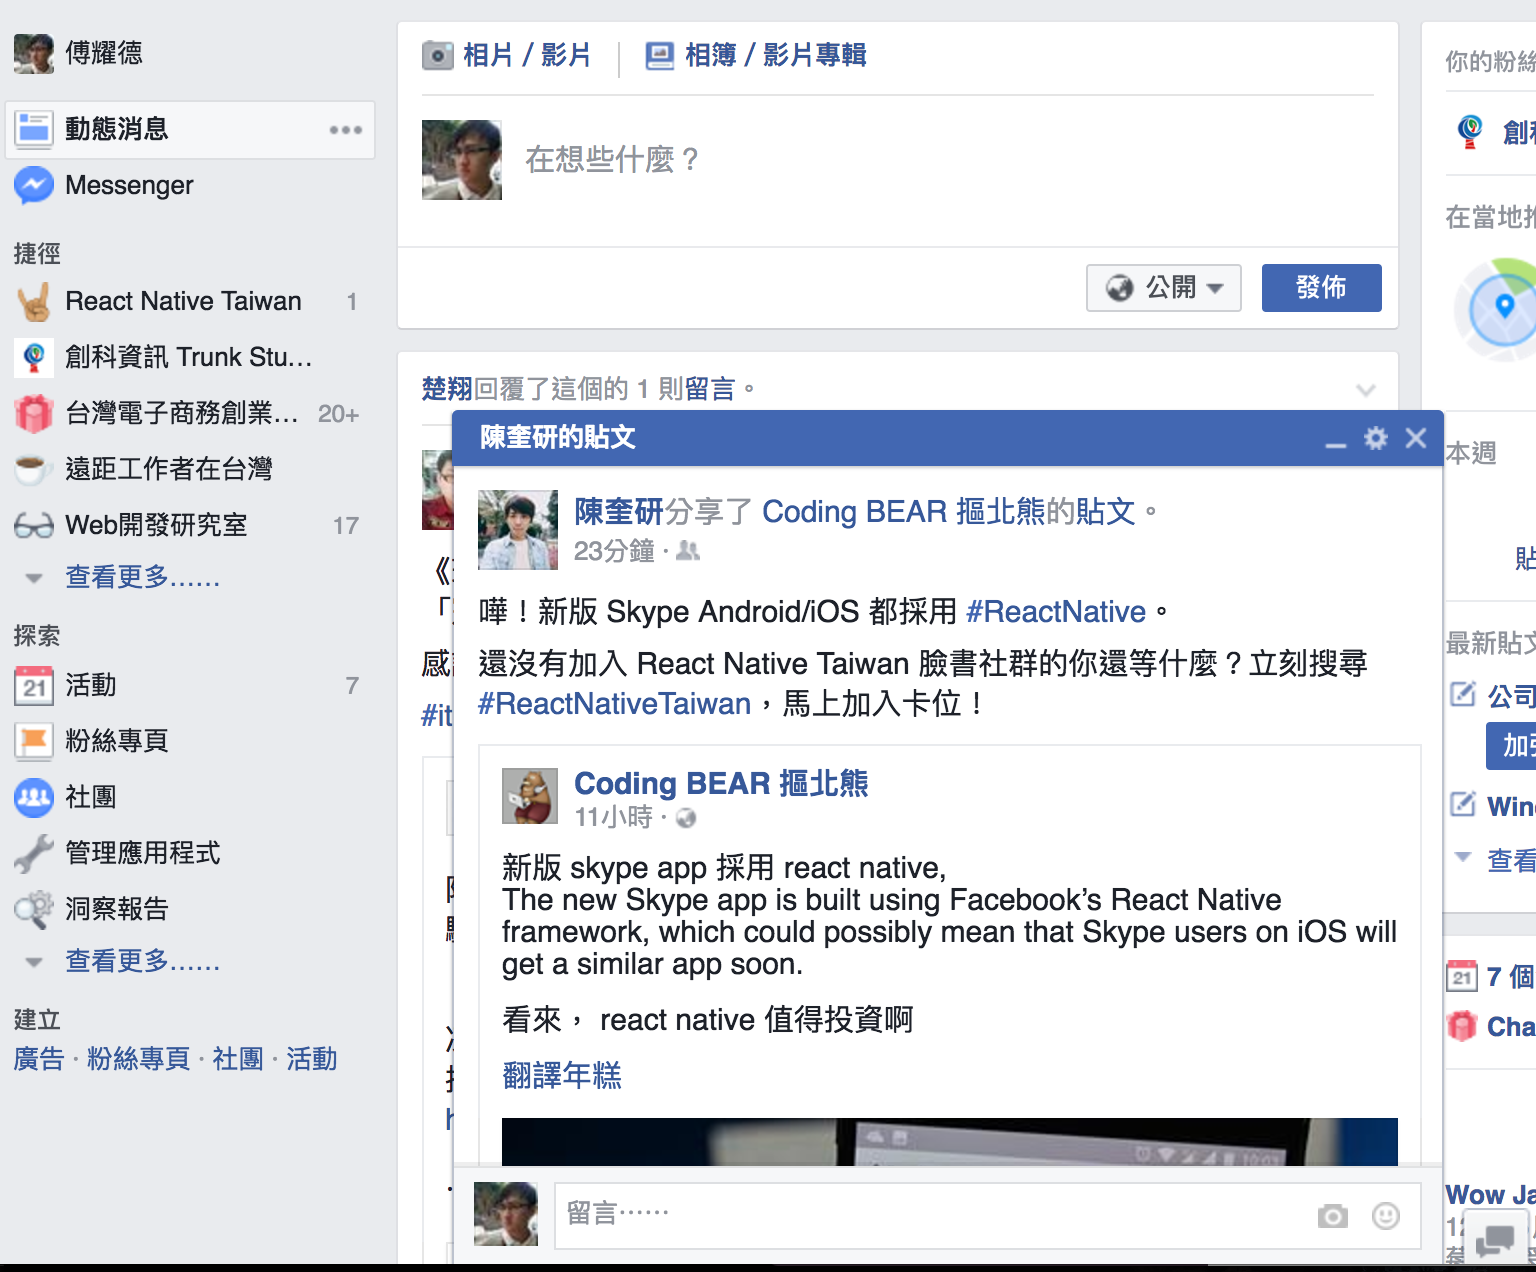 傅耀德
動態消息
Messenger
捷徑
React Native Taiwan 1
創科資訊 Trunk Stu...
台灣電子商務創業... 20+
遠距工作者在台灣
Web開發研究室 17
查看更多......
探索
21 活動 7
粉絲專頁
社團
管理應用程式
洞察報告
查看更多......
建立
廣告 · 粉絲專頁 · 社團 · 活動
相片 / 影片
相簿 / 影片專輯
在想些什麼？
公開
發佈
楚翔回覆了這個的 1 則留言。
《
「
感
#it
陳奎研的貼文
陳奎研分享了 Coding BEAR 摳北熊的貼文。
23分鐘 ·
嘩！新版 Skype Android/iOS 都採用 #ReactNative。
還沒有加入 React Native Taiwan 臉書社群的你還等什麼？立刻搜尋
#ReactNativeTaiwan，馬上加入卡位！
Coding BEAR 摳北熊
11小時 ·
新版 skype app 採用 react native,
The new Skype app is built using Facebook's React Native
framework, which could possibly mean that Skype users on iOS will
get a similar app soon.
看來， react native 值得投資啊
翻譯年糕
留言⋯⋯
你的粉絲
創
在當地
本週
貼
最新貼文
公司
加
Win
查看
21 7 個
Cha
Wow Ja